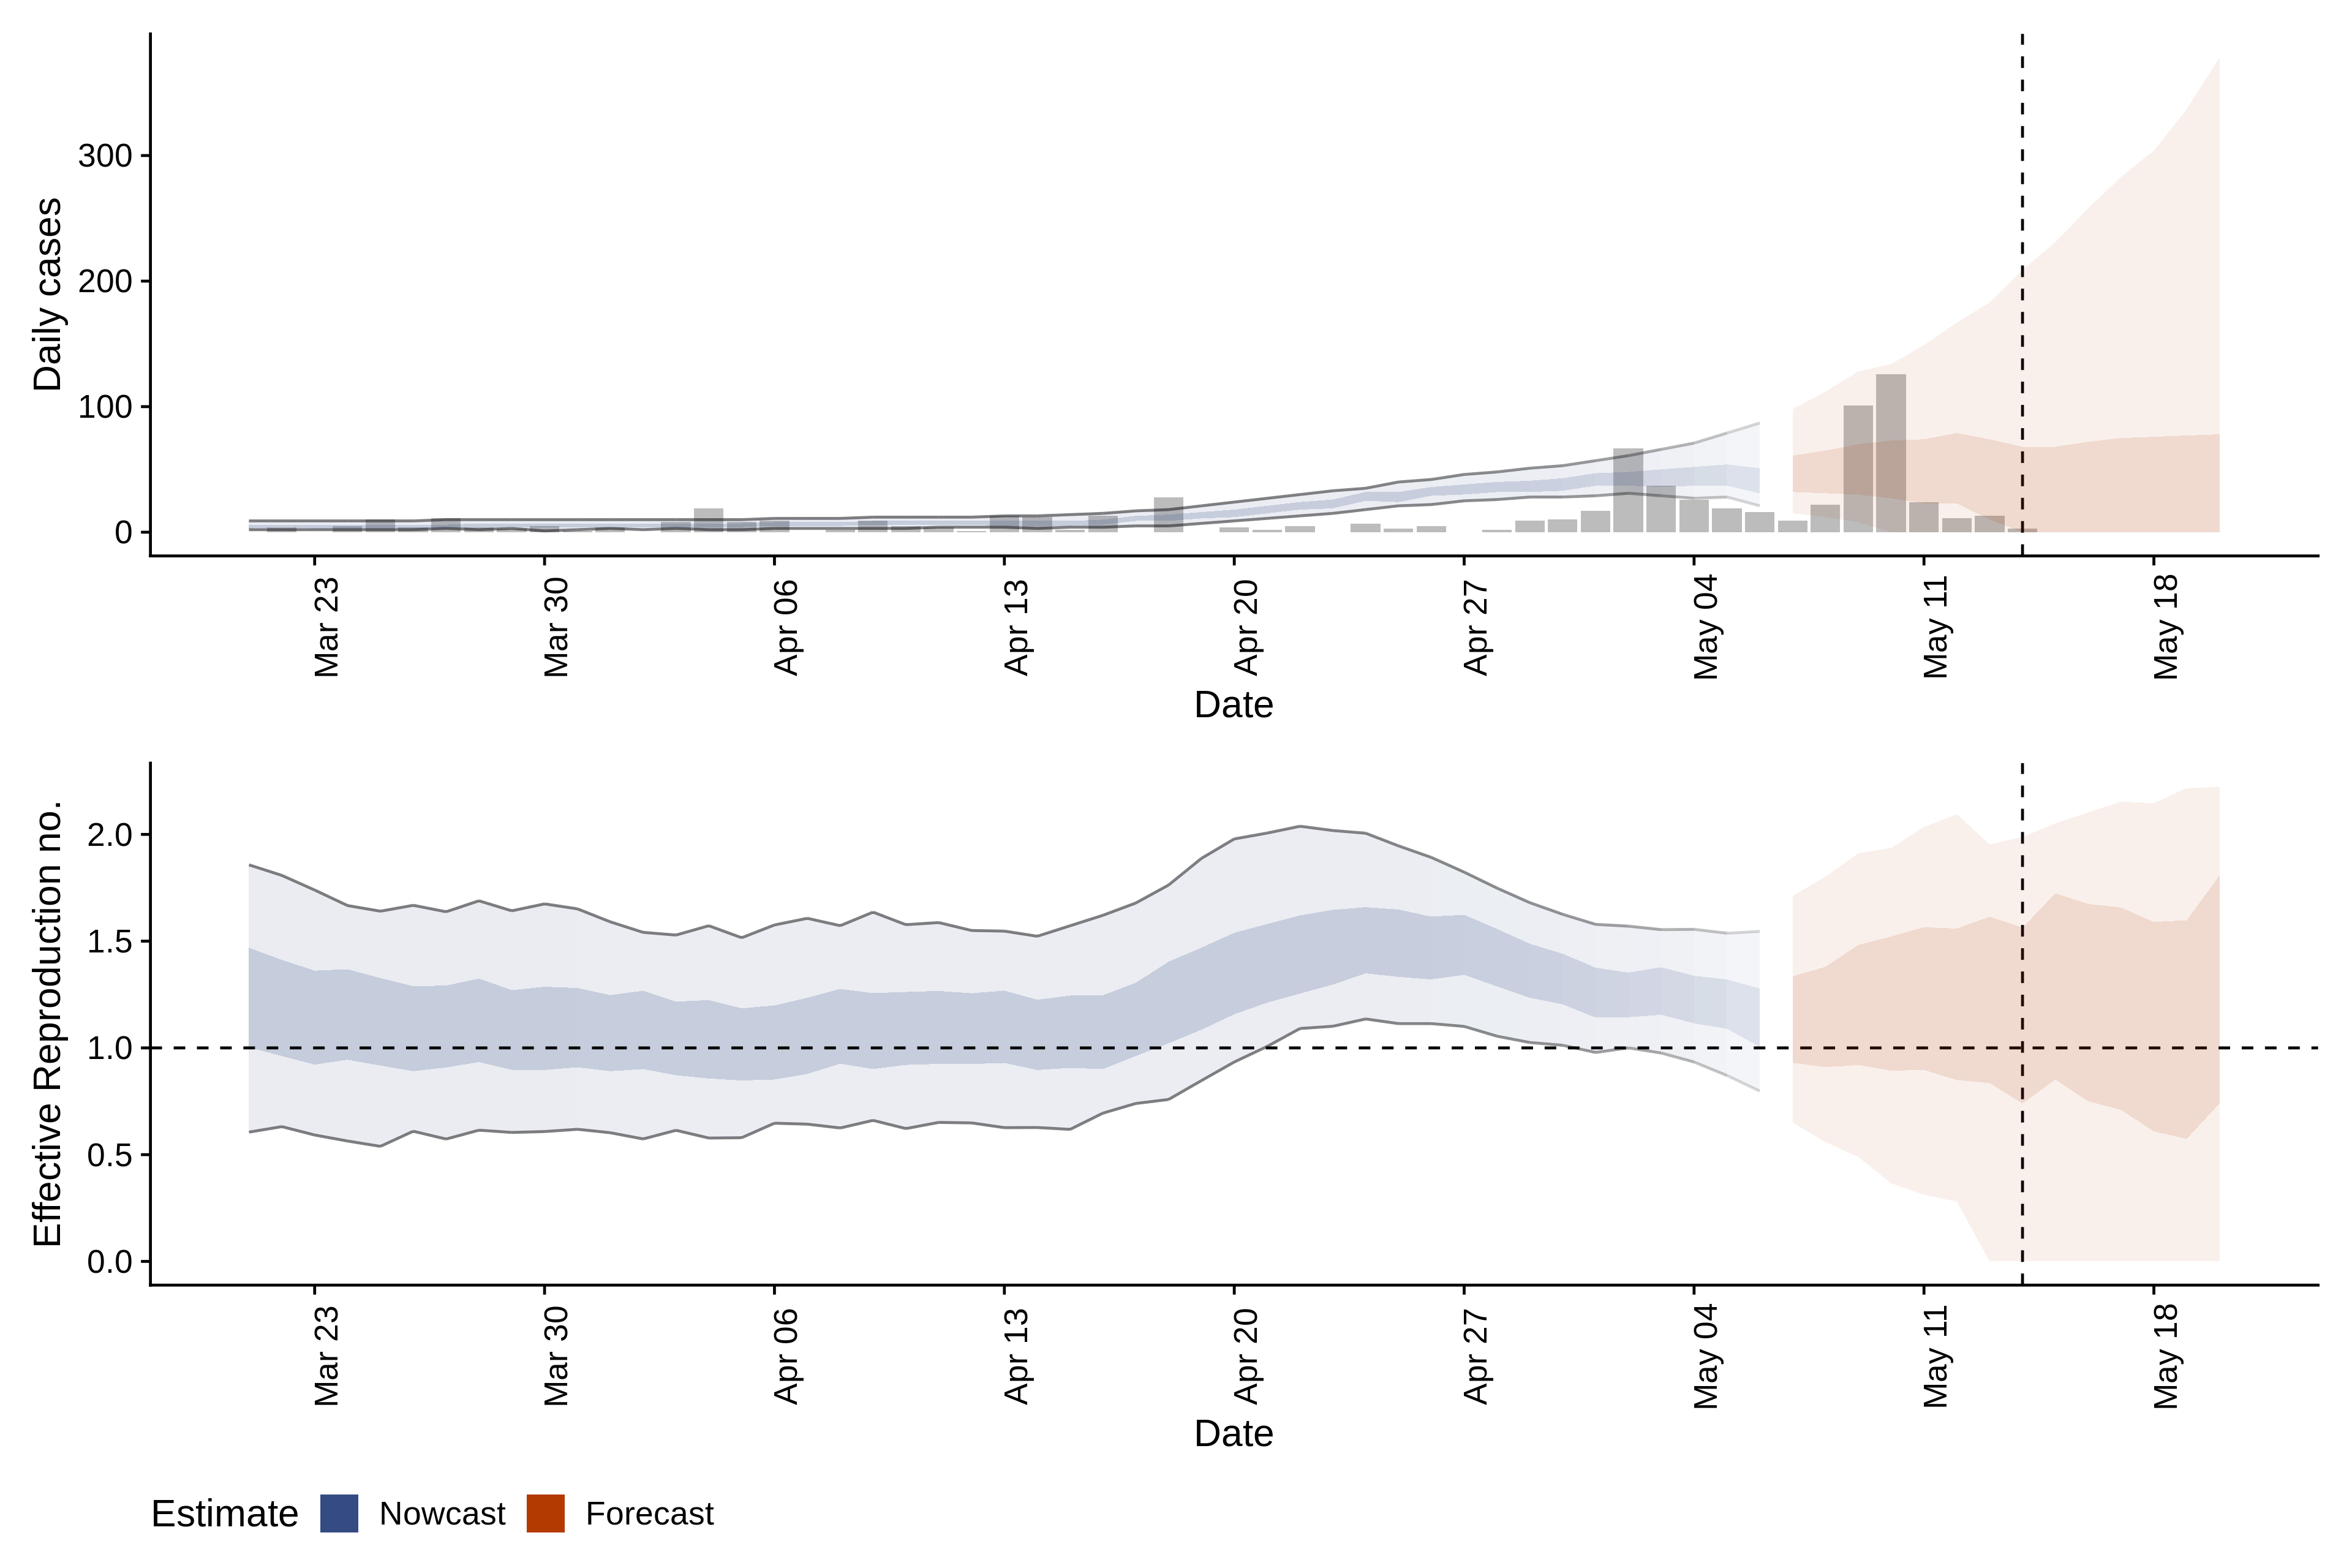 Daily cases
300
200
100
0
Mar 23
Mar 30
Apr 06
Apr 13
Apr 20
Apr 27
May 04
May 11
May 18
Date
Effective Reproduction no.
2.0
1.5
1.0
0.5
0.0
Mar 23
Mar 30
Apr 06
Apr 13
Apr 20
Apr 27
May 04
May 11
May 18
Date
Estimate Nowcast Forecast